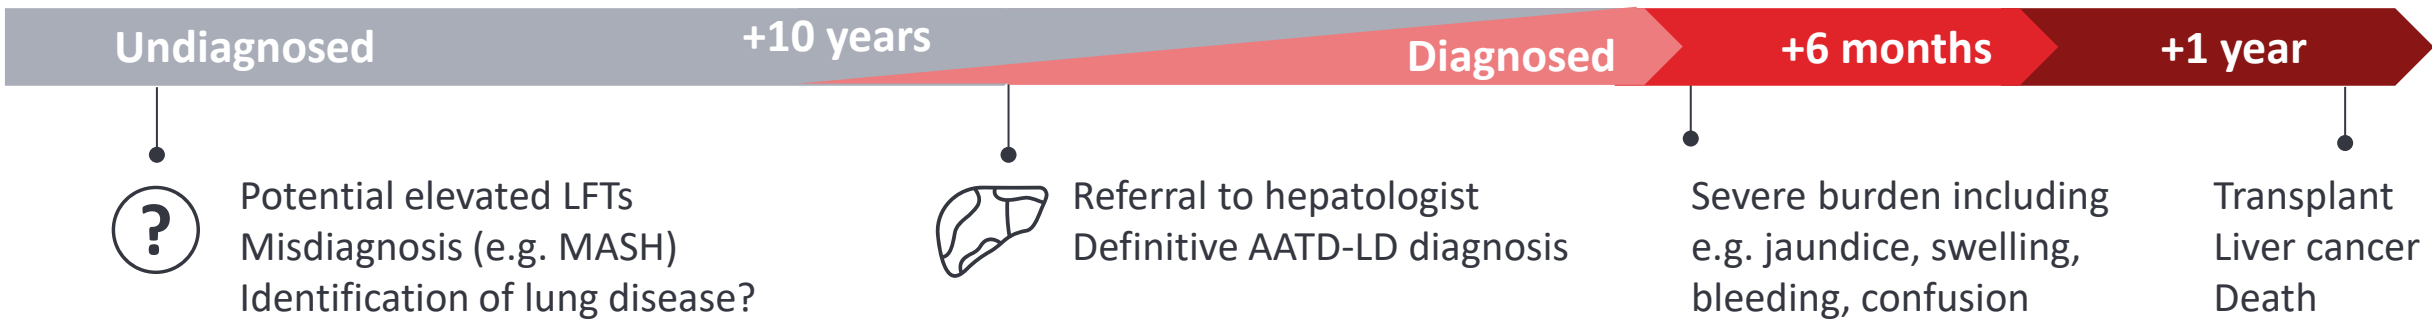 Undiagnosed
+10 years
Diagnosed
+6 months
+1 year
?
Potential elevated LFTs
Misdiagnosis (e.g. MASH)
Identification of lung disease?
Referral to hepatologist
Definitive AATD-LD diagnosis
Severe burden including
e.g. jaundice, swelling,
bleeding, confusion
Transplant
Liver cancer
Death